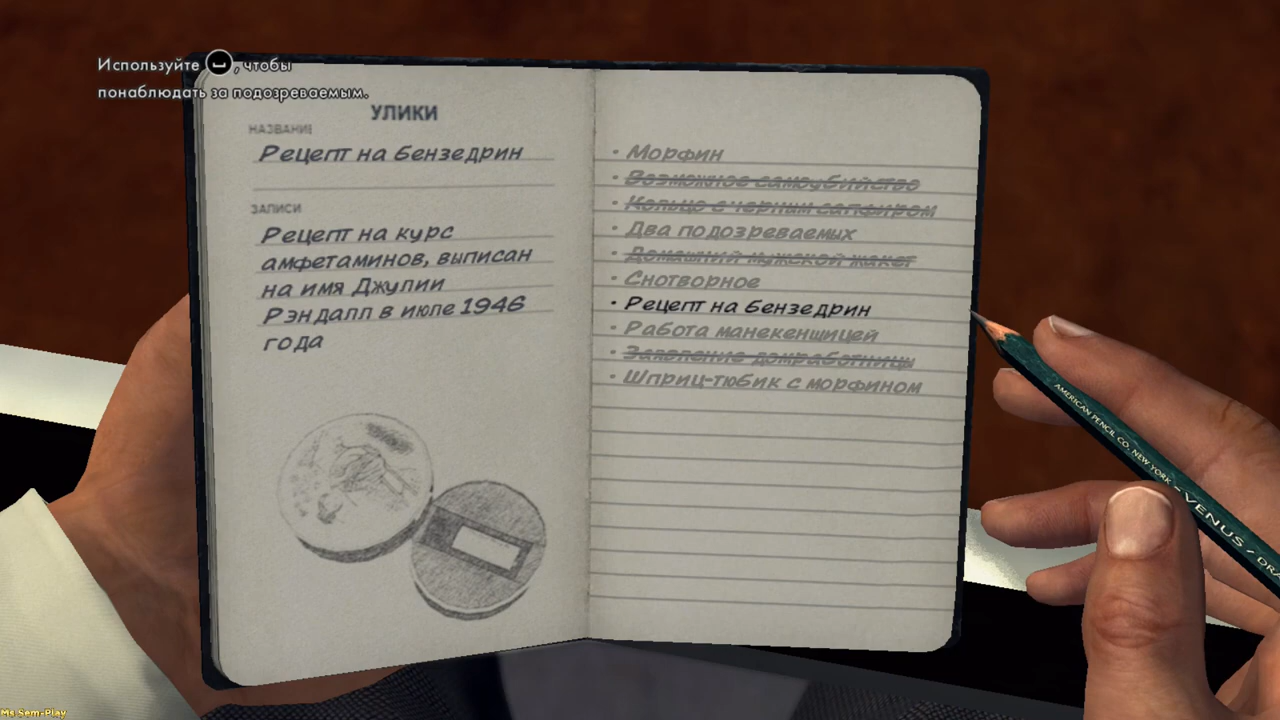 Используйте , чтобы
понаблюдать за подозреваемым.
УЛИКИ
НАЗВАНИЕ
Рецепт на бензедрин
ЗАПИСИ
Рецепт на курс
амфетаминов, выписан
на имя Джулии
Рэндалл в июле 1946
года
• Морфин
• Возможное самоубийство
• Кольцо с черным сапфиром
• Два подозреваемых
• Домашний мужской жакет
• Снотворное
• Рецепт на бензедрин
• Работа манекенщицей
• Заявление домработницы
• Шприц-тюбик с морфином
AMERICAN PENCIL CO. NEW YORK VENUS / DRA
Ms Sem-Play